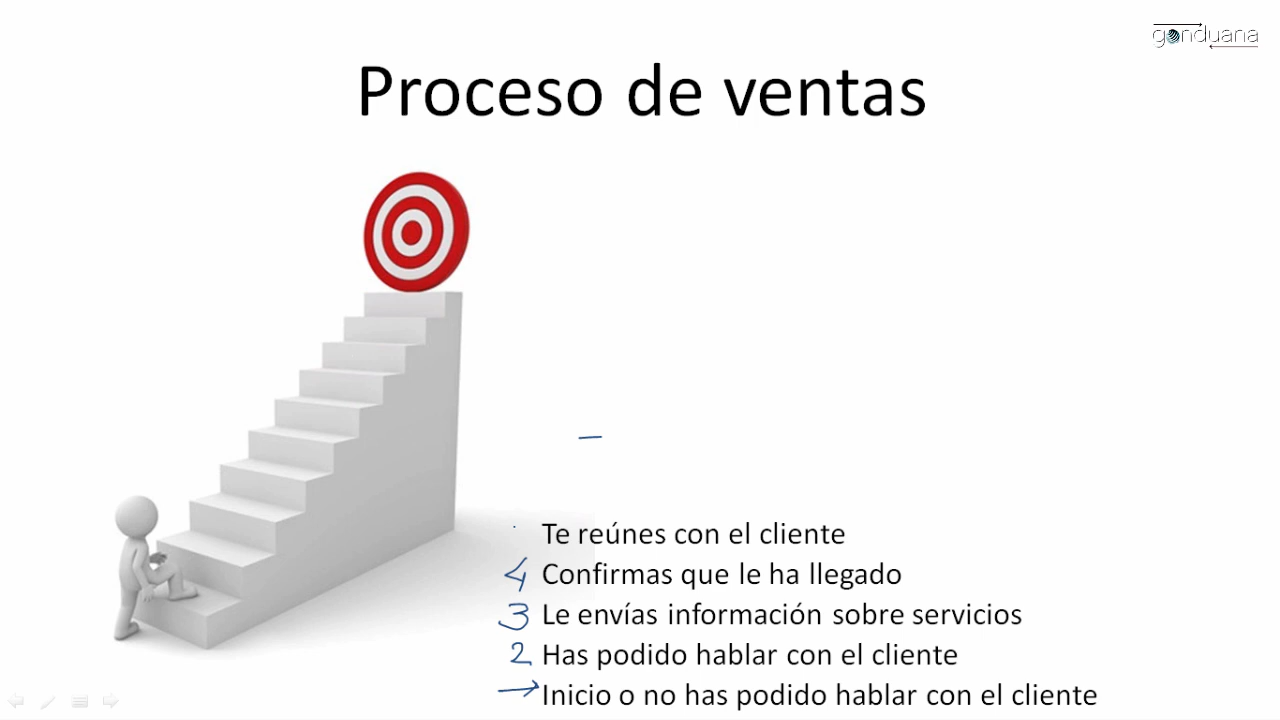 gonduana
Proceso de ventas
Te reúnes con el cliente
4 Confirmas que le ha llegado
3 Le envías información sobre servicios
2 Has podido hablar con el cliente
Inicio o no has podido hablar con el cliente